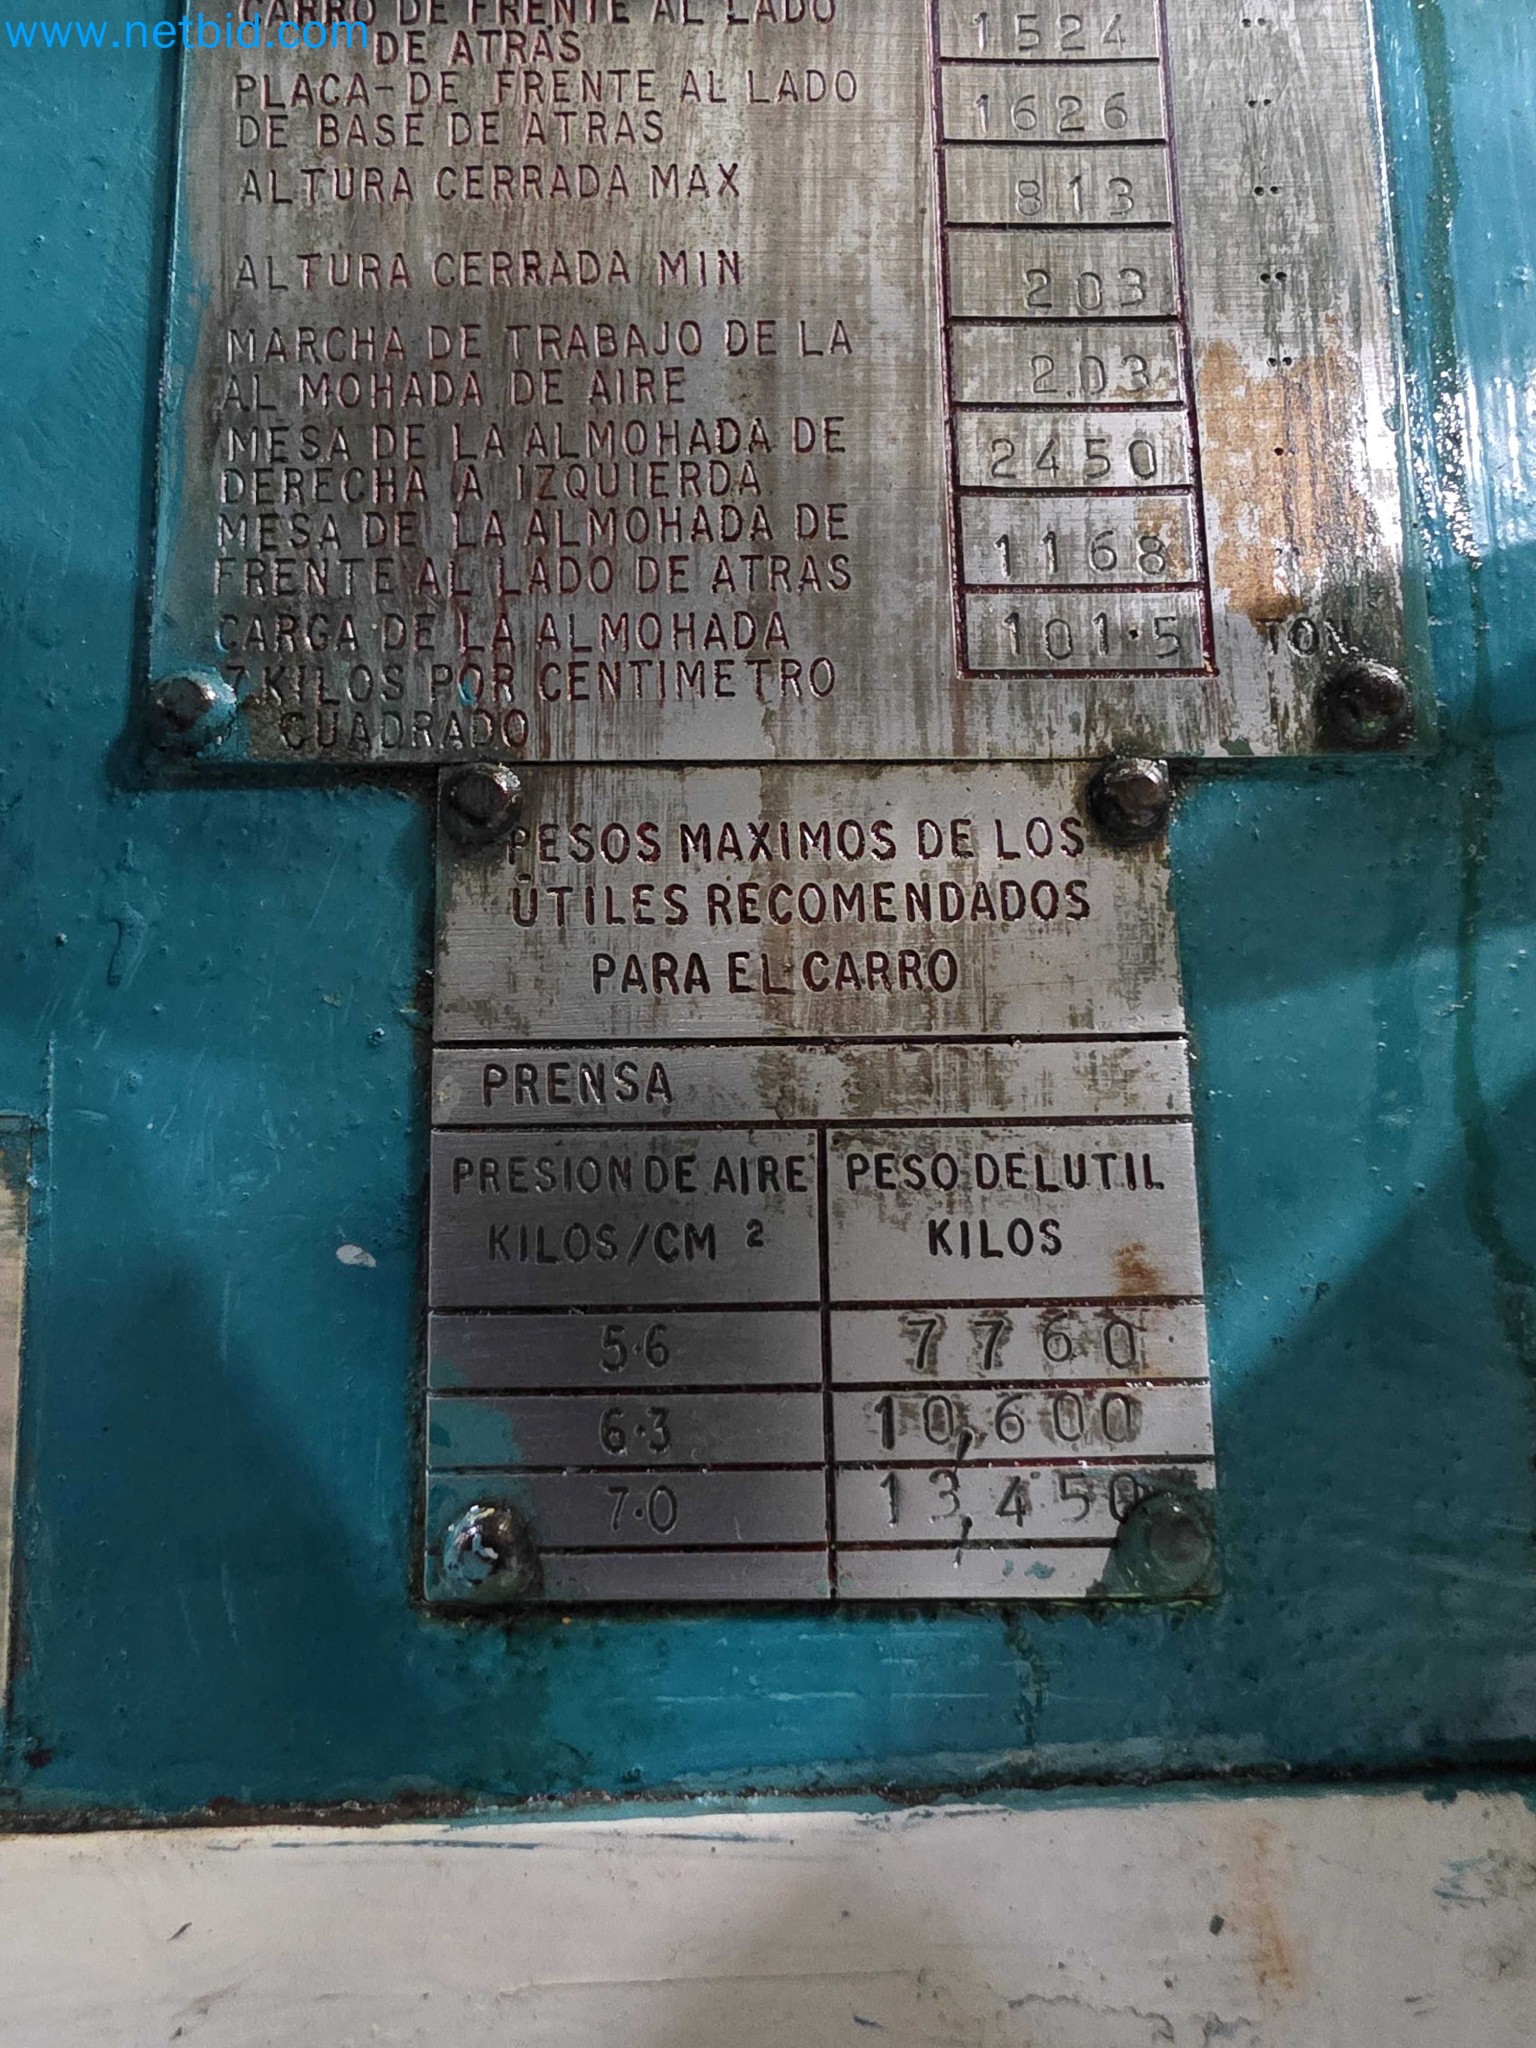 www.netbid.com
CARRO DE FRENTE AL LADO
DE ATRAS 1524 "
PLACA-DE FRENTE AL LADO
DE BASE DE ATRAS 1626 "
ALTURA CERRADA MAX 813 "
ALTURA CERRADA MIN 203 "
MARCHA DE TRABAJO DE LA
ALMOHADA DE AIRE 203 "
MESA DE LA ALMOHADA DE
DERECHA A IZQUIERDA 2450
MESA DE LA ALMOHADA DE
FRENTE AL LADO DE ATRAS 1168 "
CARGA DE LA ALMOHADA 101·5 TON
7 KILOS POR CENTIMETRO
CUADRADO
PESOS MAXIMOS DE LOS
ÚTILES RECOMENDADOS
PARA EL CARRO
PRENSA
PRESION DE AIRE PESO DEL UTIL
KILOS/CM ² KILOS
5·6 7760
6·3 10,600
7·0 13,450